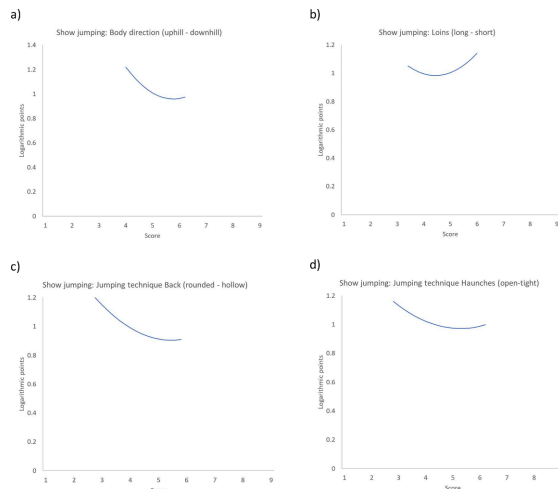 a)
Show jumping: Body direction (uphill - downhill)
1.4
1.2
1
0.8
0.6
0.4
0.2
0
Logarithmic points
1 2 3 4 5 6 7 8 9
Score
b)
Show jumping: Loins (long - short)
1.2
1
0.8
0.6
0.4
0.2
0
Logarithmic points
1 2 3 4 5 6 7 8 9
Score
c)
Show jumping: Jumping technique Back (rounded - hollow)
1.2
1
0.8
0.6
0.4
0.2
0
Logarithmic points
1 2 3 4 5 6 7 8 9
Score
d)
Show jumping: Jumping technique Haunches (open-tight)
1.2
1
0.8
0.6
0.4
0.2
0
Logarithmic points
1 2 3 4 5 6 7 8
Score